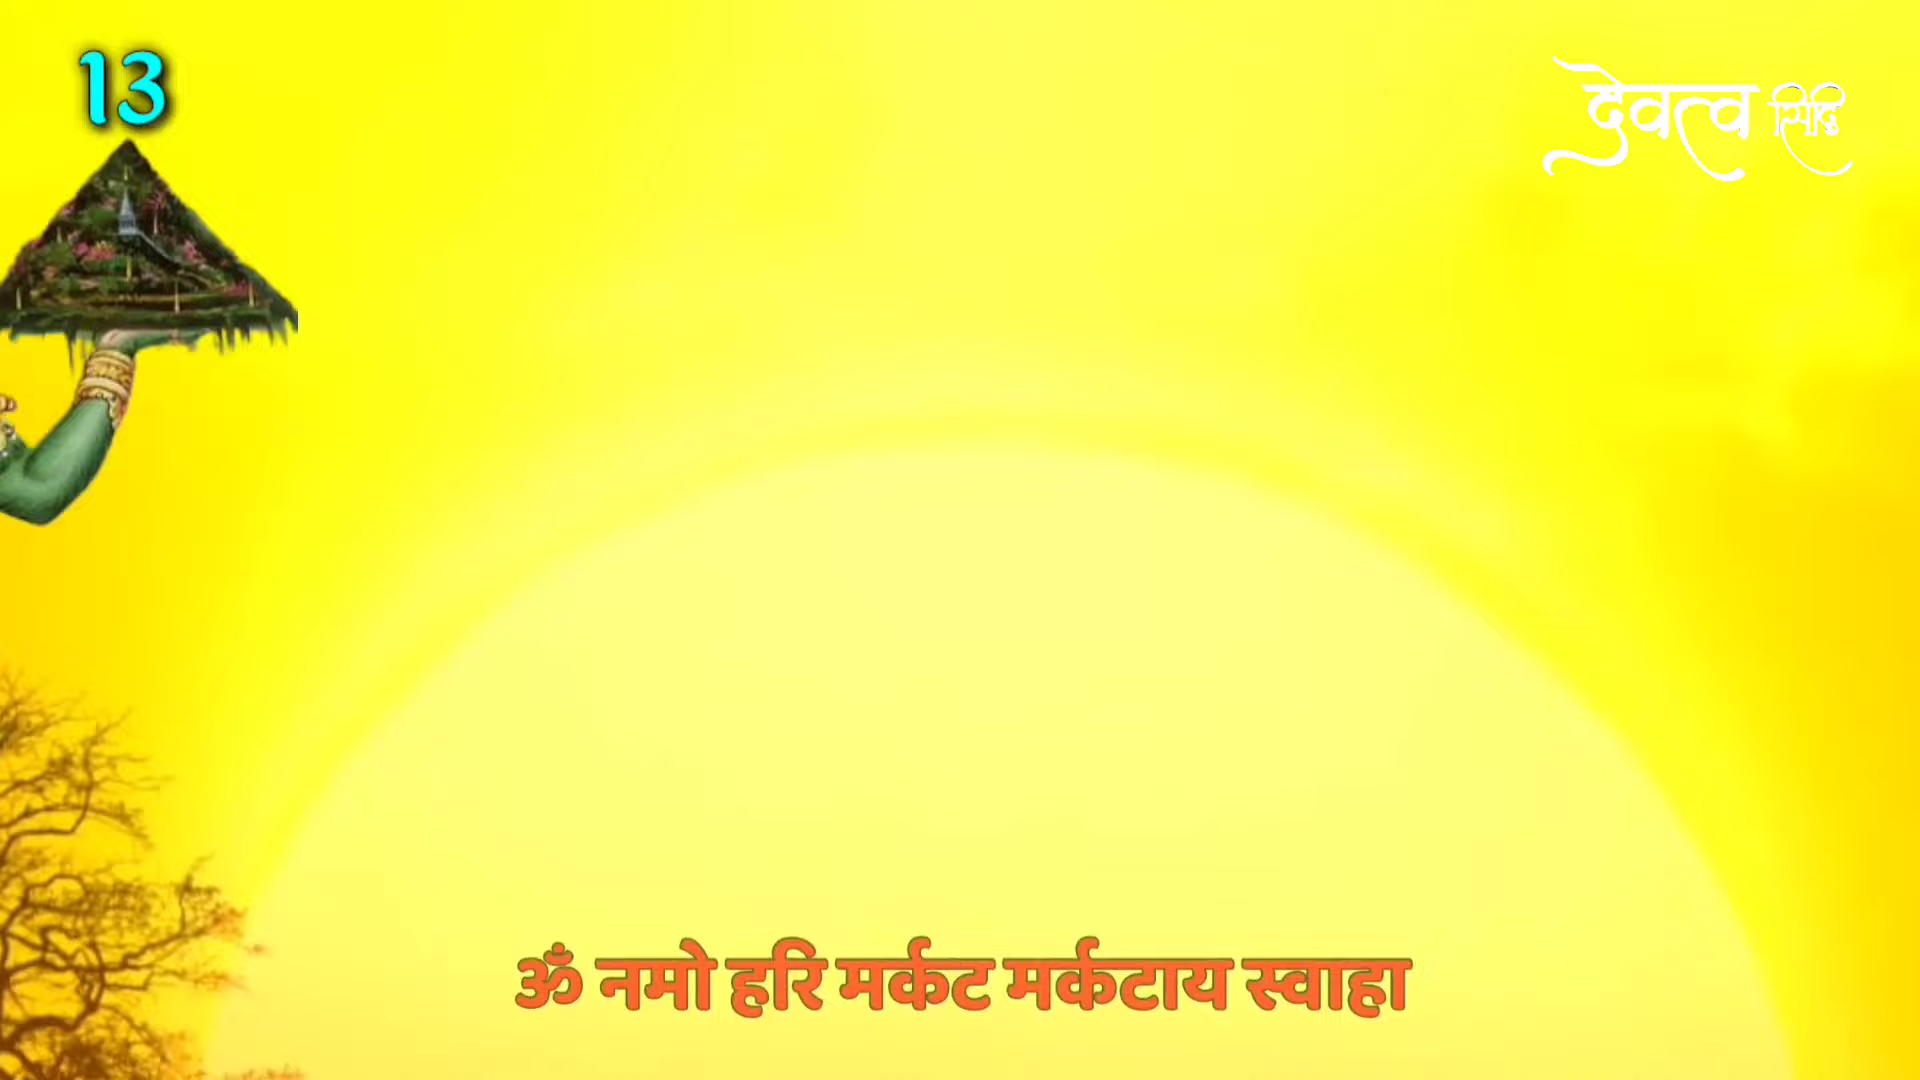 13
देवत्व सिद्धि
ॐ नमो हरि मर्कट मर्कटाय स्वाहा